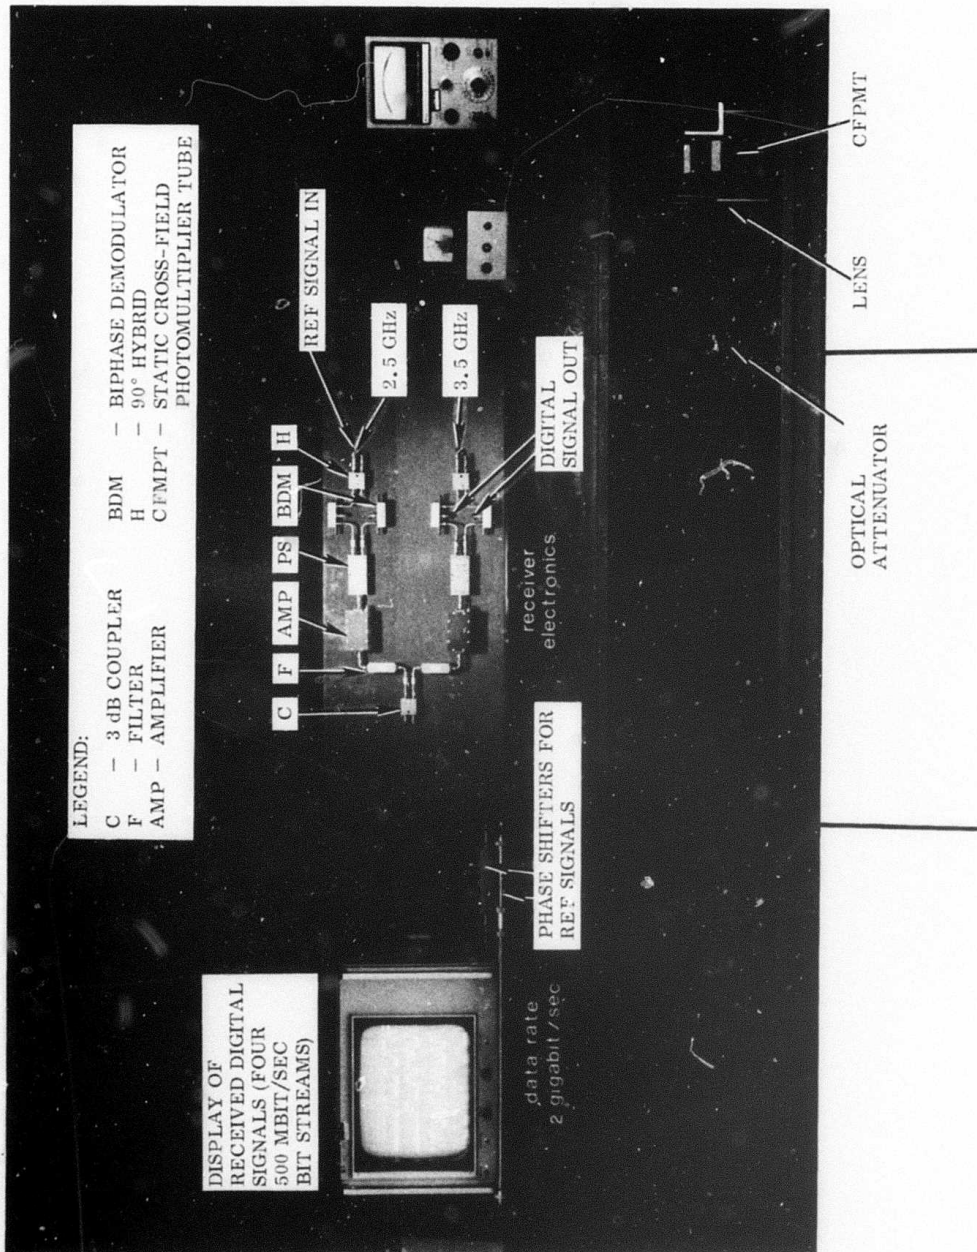 LEGEND:
C – 3 dB COUPLER
F – FILTER
AMP – AMPLIFIER
BDM – BIPHASE DEMODULATOR
H – 90° HYBRID
CFMPT – STATIC CROSS-FIELD
PHOTOMULTIPLIER TUBE
DISPLAY OF
RECEIVED DIGITAL
SIGNALS (FOUR
500 MBIT/SEC
BIT STREAMS)
C
F
AMP
PS
BDM
H
REF SIGNAL IN
2.5 GHz
3.5 GHz
DIGITAL
SIGNAL OUT
receiver
electronics
PHASE SHIFTERS FOR
REF SIGNALS
data rate
2 gigabit/sec
OPTICAL
ATTENUATOR
LENS
CFPMT